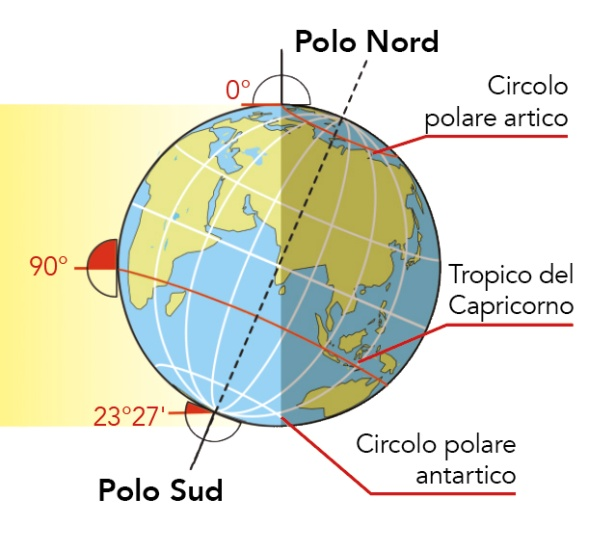 Polo Nord
0°
Circolo
polare artico
90°
Tropico del
Capricorno
23°27'
Circolo polare
antartico
Polo Sud